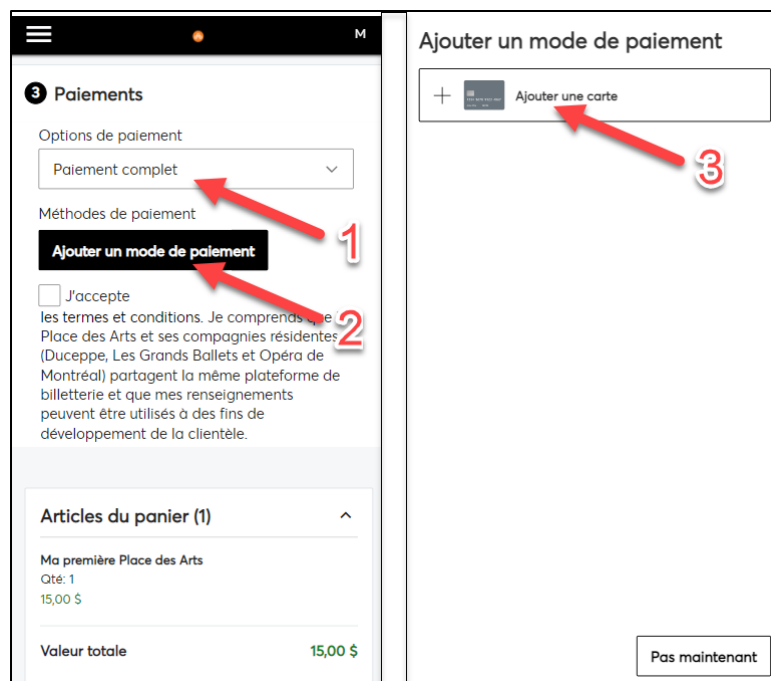 M
3 Paiements
Options de paiement
Paiement complet
1
Méthodes de paiement
Ajouter un mode de paiement
2
J'accepte
les termes et conditions. Je comprends que
Place des Arts et ses compagnies résidentes
(Duceppe, Les Grands Ballets et Opéra de
Montréal) partagent la même plateforme de
billetterie et que mes renseignements
peuvent être utilisés à des fins de
développement de la clientèle.
Articles du panier (1)
Ma première Place des Arts
Qté: 1
15,00 $
Valeur totale 15,00 $
Ajouter un mode de paiement
Ajouter une carte
3
Pas maintenant